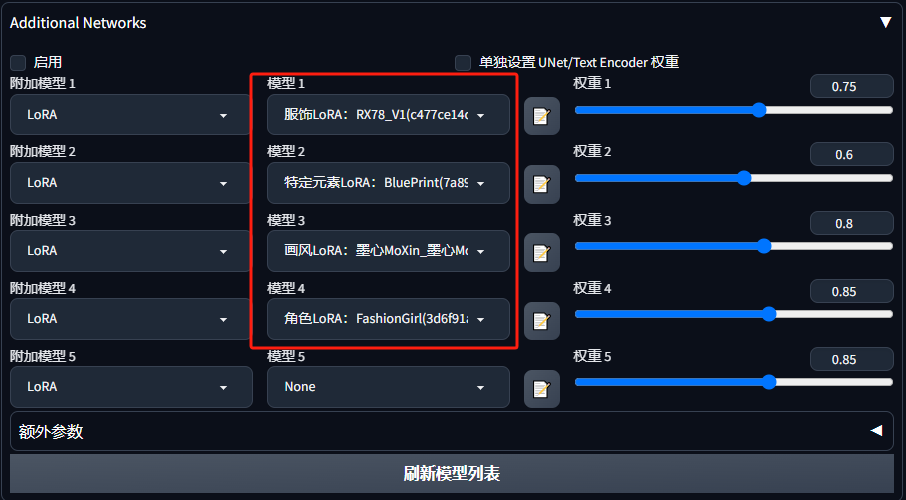 Additional Networks
启用
单独设置 UNet/Text Encoder 权重
附加模型 1
模型 1
权重 1
0.75
LoRA
服饰LoRA：RX78_V1(c477ce14c
附加模型 2
模型 2
权重 2
0.6
LoRA
特定元素LoRA：BluePrint(7a89
附加模型 3
模型 3
权重 3
0.8
LoRA
画风LoRA：墨心MoXin_墨心Mo
附加模型 4
模型 4
权重 4
0.85
LoRA
角色LoRA：FashionGirl(3d6f91a
附加模型 5
模型 5
权重 5
0.85
LoRA
None
额外参数
刷新模型列表